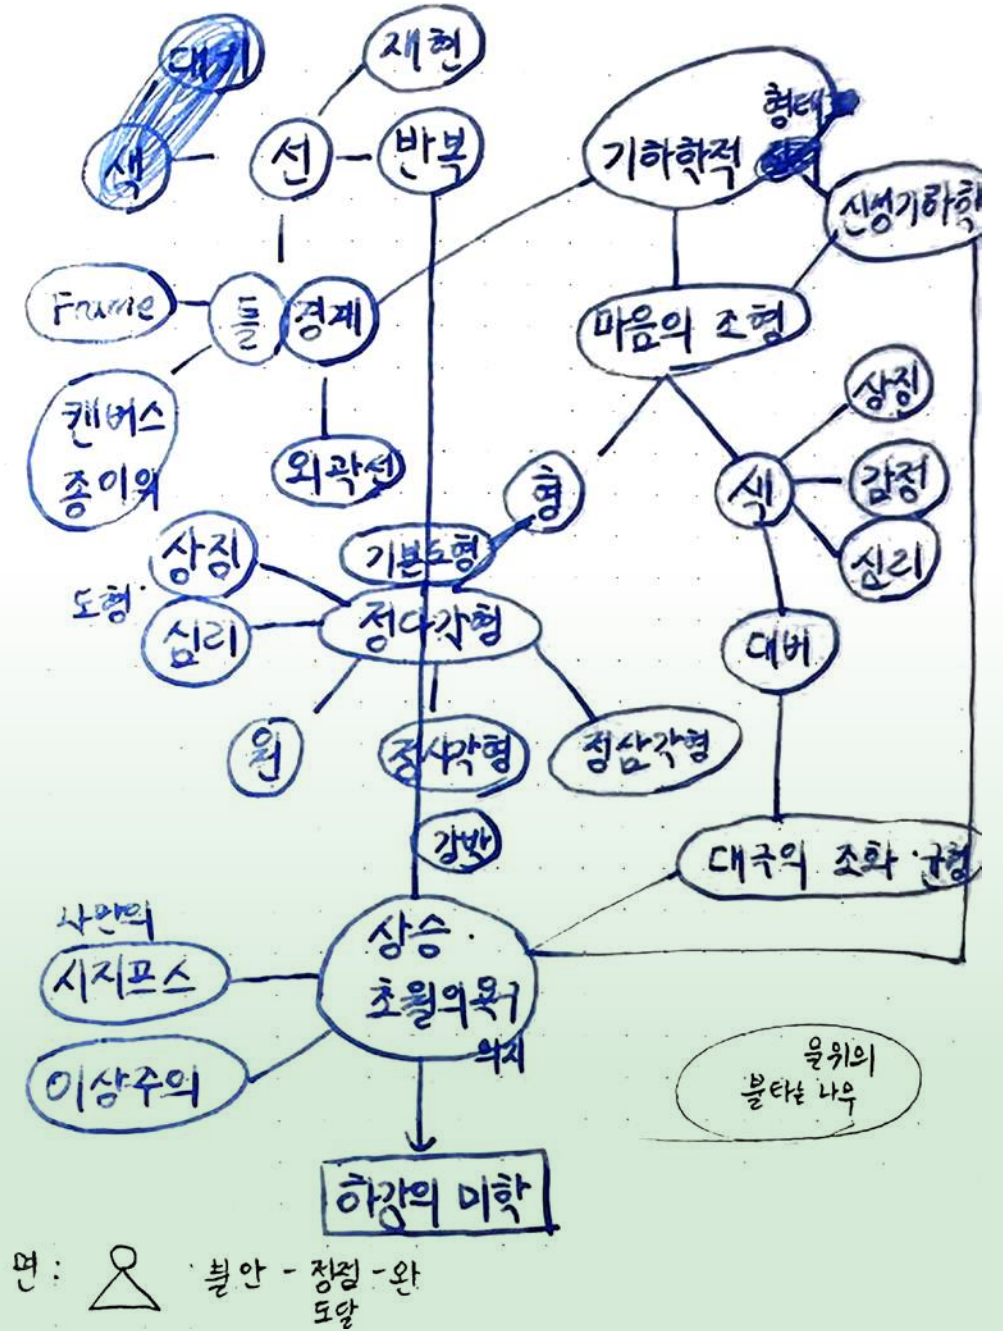 대비
재현
색
선
반복
형태
기하학적
신성기하학
Frame
틀
경계
마음의 조형
캔버스
종이위
외곽선
상징
색
감정
심리
형
기본도형
상징
도형
심리
정다각형
대비
원
정사각형
정삼각형
강박
대극의 조화·균형
상승·
초월의 욕구
의지
시지프스
이상주의
물위의
불타는 나무
하강의 미학
면:
불안 - 정점 - 완
도달